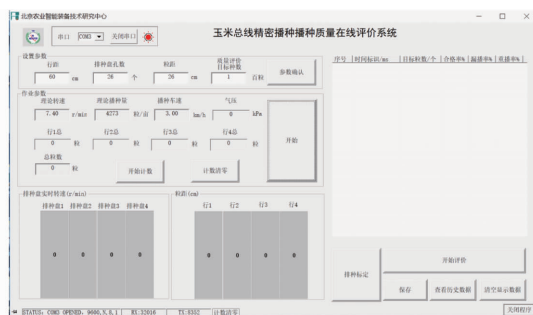 北京农业智能装备技术研究中心
玉米总线精密播种播种质量在线评价系统
串口 COM3 关闭串口
设置参数
行距 排种盘孔数 粒距 质量评价目标种数
60 cm 26 个 26 cm 1 百粒 参数确认
作业参数
理论转速 理论播种量 播种车速 气压
7.40 r/min 4273 粒/亩 3.00 km/h 0 kPa
行1总 行2总 行3总 行4总
0 粒 0 粒 0 粒 0 粒 开始
总粒数
0 粒 开始计数 计数清零
排种盘实时转速(r/min) 粒距(cm)
排种盘1 排种盘2 排种盘3 排种盘4 行1 行2 行3 行4
0 0 0 0 0 0 0 0
序号 时间标识/ms 目标粒数/个 合格率% 漏播率% 重播率%
排种标定 开始评价
保存 查看历史数据 清空显示数据
STATUS: COM3 OPENED, 9600,N,8,1 RX:32016 TX:6352 计数清零 关闭程序